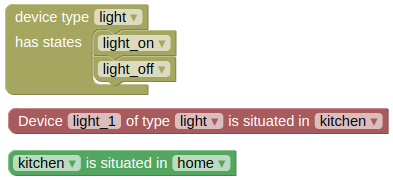 device type light
has states light_on
light_off
Device light_1 of type light is situated in kitchen
kitchen is situated in home